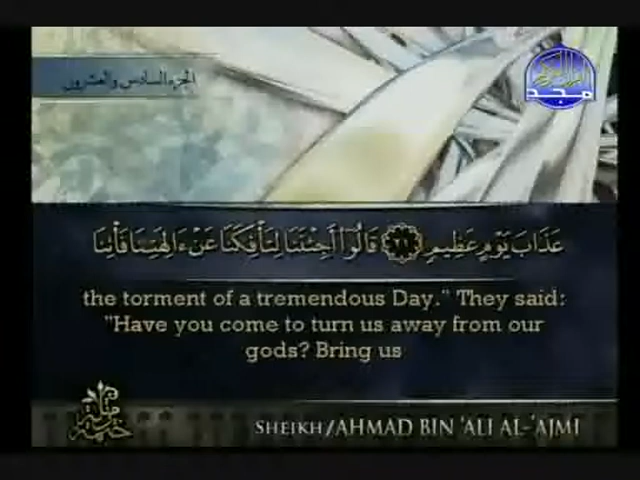 الجزء السادس والعشرون
مجد
عَذَابَ يَوْمٍ عَظِيمٍ ٢١ قَالُوٓا۟ أَجِئْتَنَا لِتَأْفِكَنَا عَنْ ءَالِهَتِنَا فَأْتِنَا
the torment of a tremendous Day." They said:
"Have you come to turn us away from our
gods? Bring us
SHEIKH/AHMAD BIN 'ALI AL-'AJMI